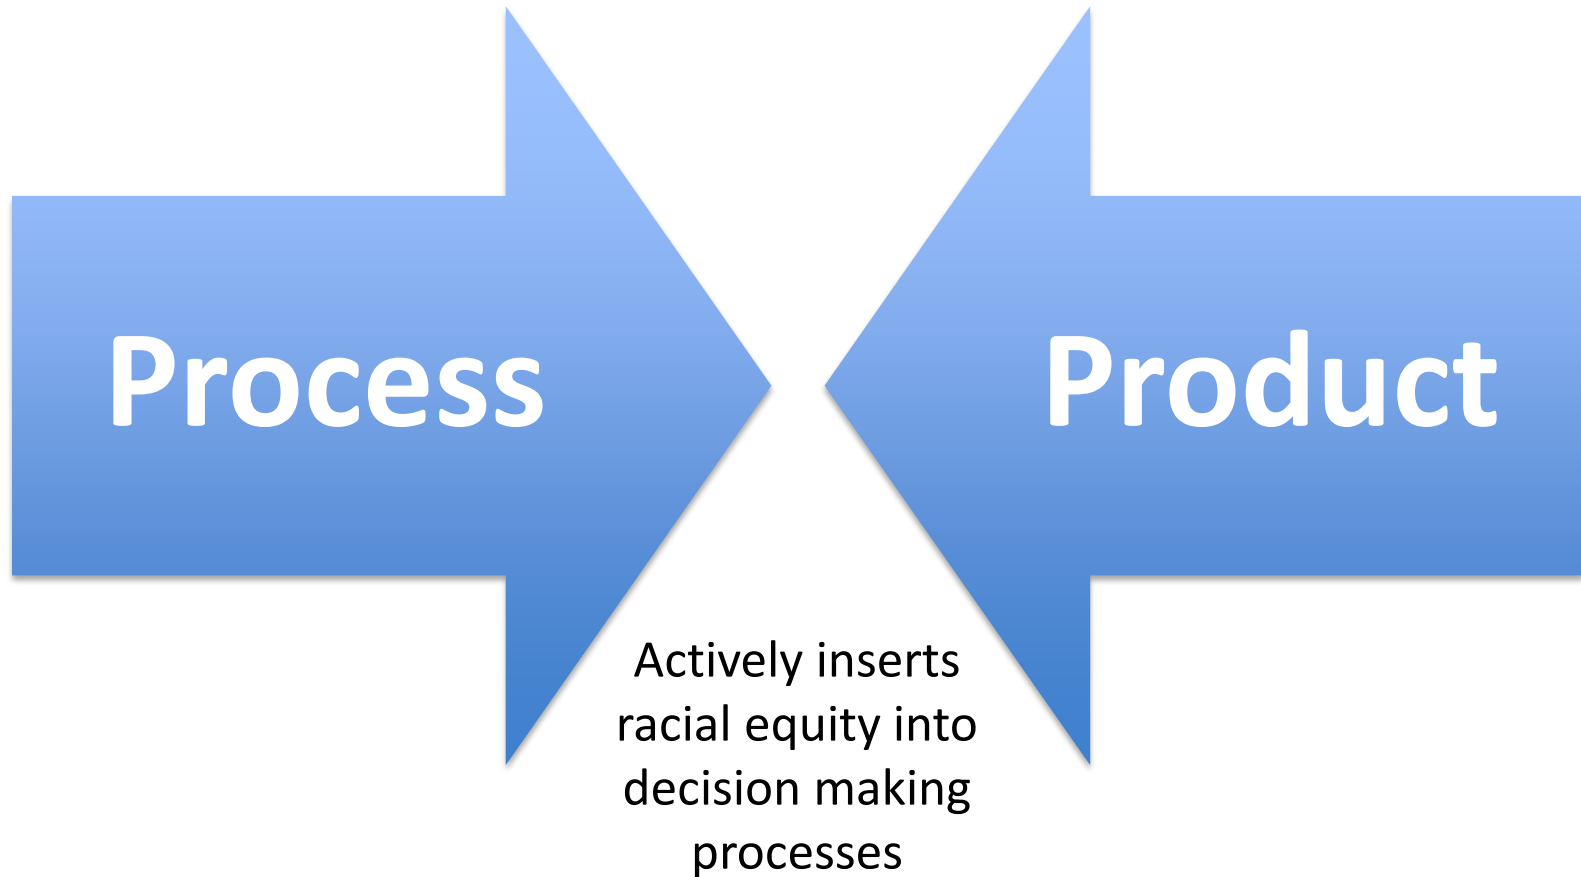 Process
Product
Actively inserts
racial equity into
decision making
processes